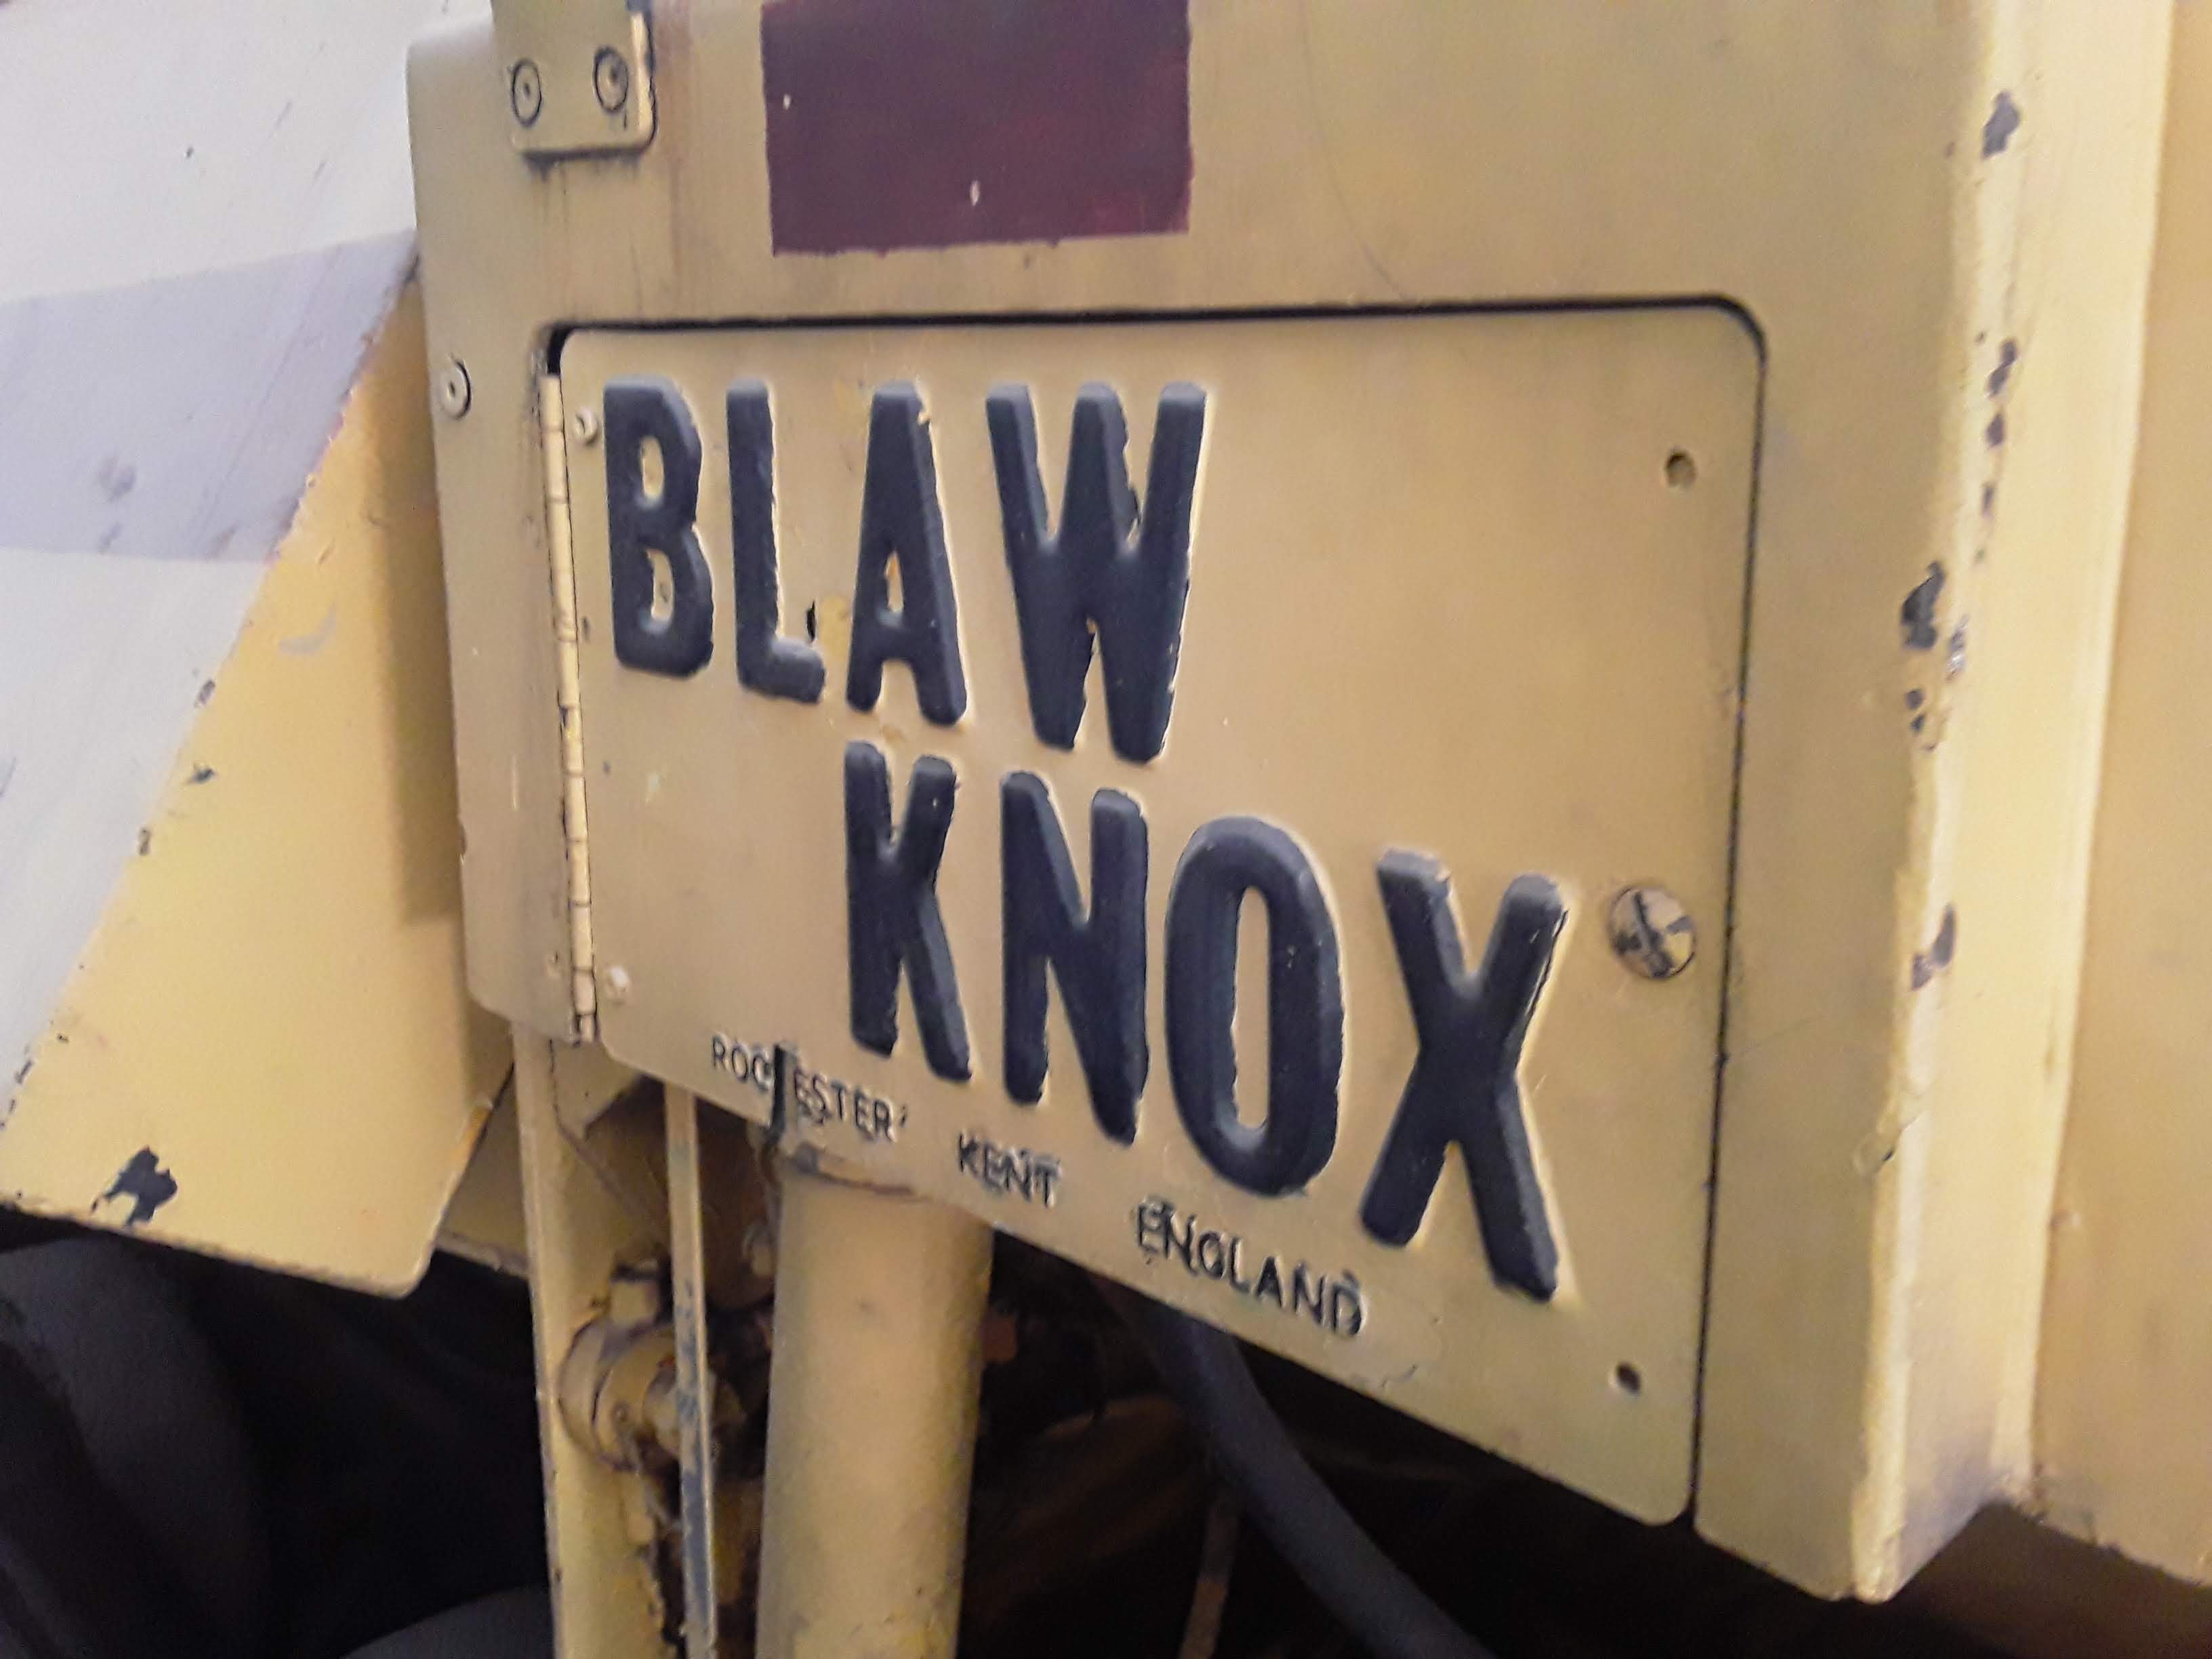 BLAW
KNOX
ROCHESTER KENT ENGLAND